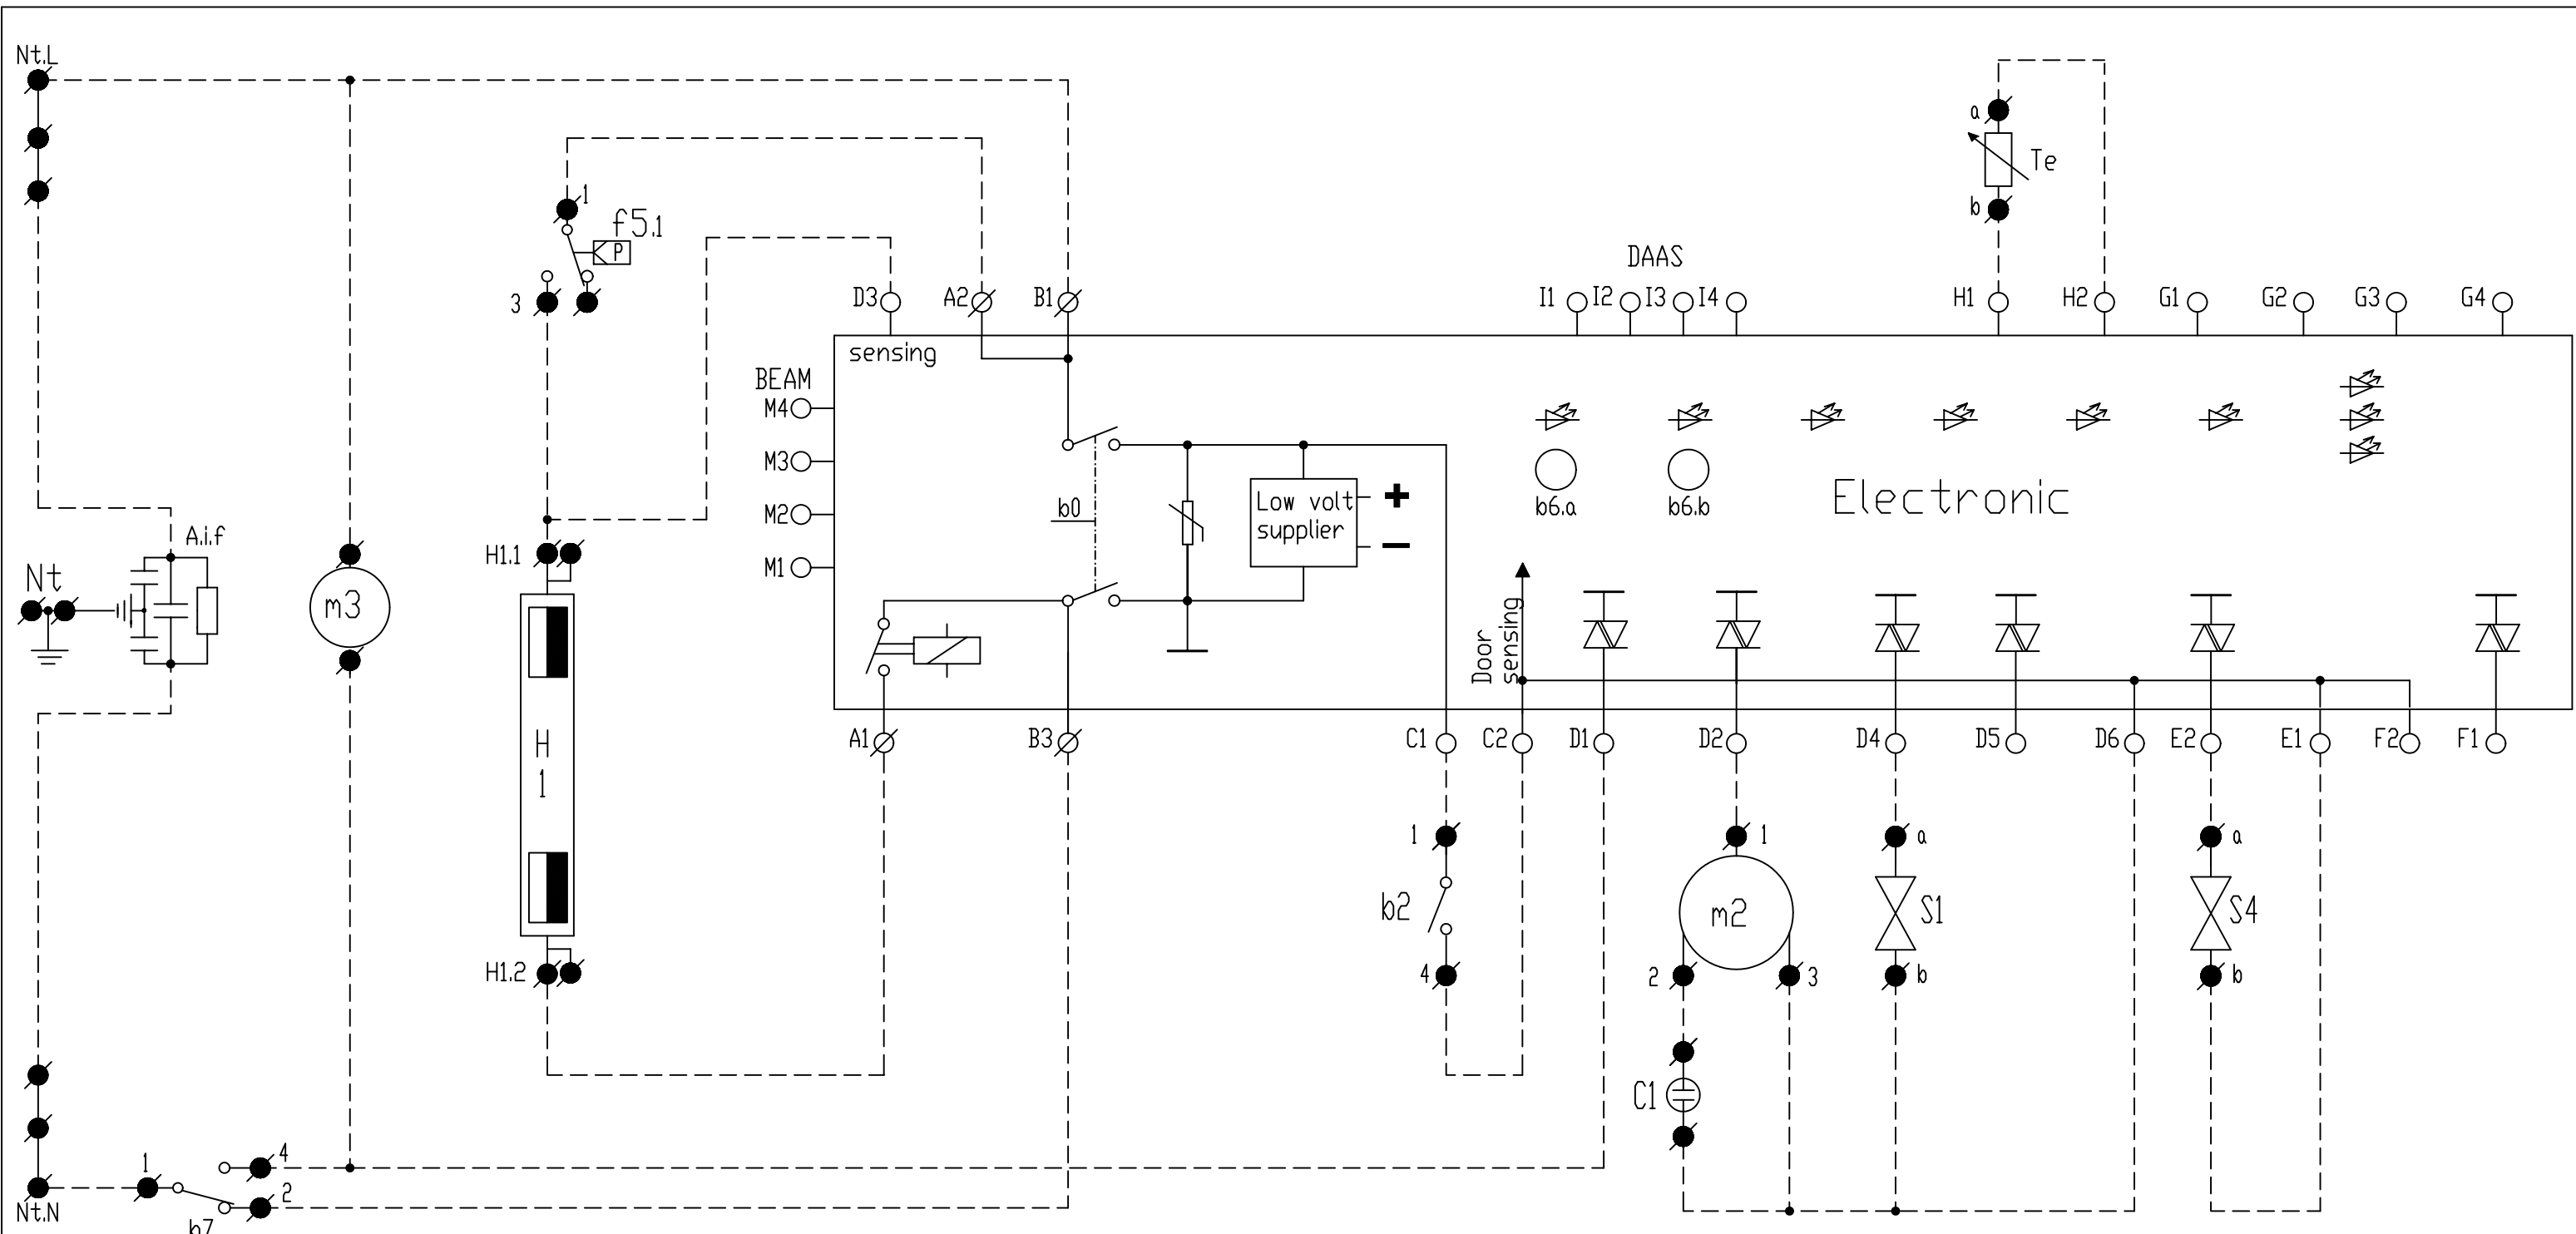 Nt.L
a
Te
b
1
f5.1
P
3
DAAS
D3 A2 B1 I1 I2 I3 I4 H1 H2 G1 G2 G3 G4
sensing
BEAM
M4
M3
M2
M1
b0
Low volt
supplier
+
-
b6.a b6.b
Electronic
A.i.f
Nt
m3
H1.1
H
1
H1.2
Door
sensing
A1 B3 C1 C2 D1 D2 D4 D5 D6 E2 E1 F2 F1
1 1 a a
b2 m2 S1 S4
4 2 3 b b
C1
1 4
2
Nt.N
b7